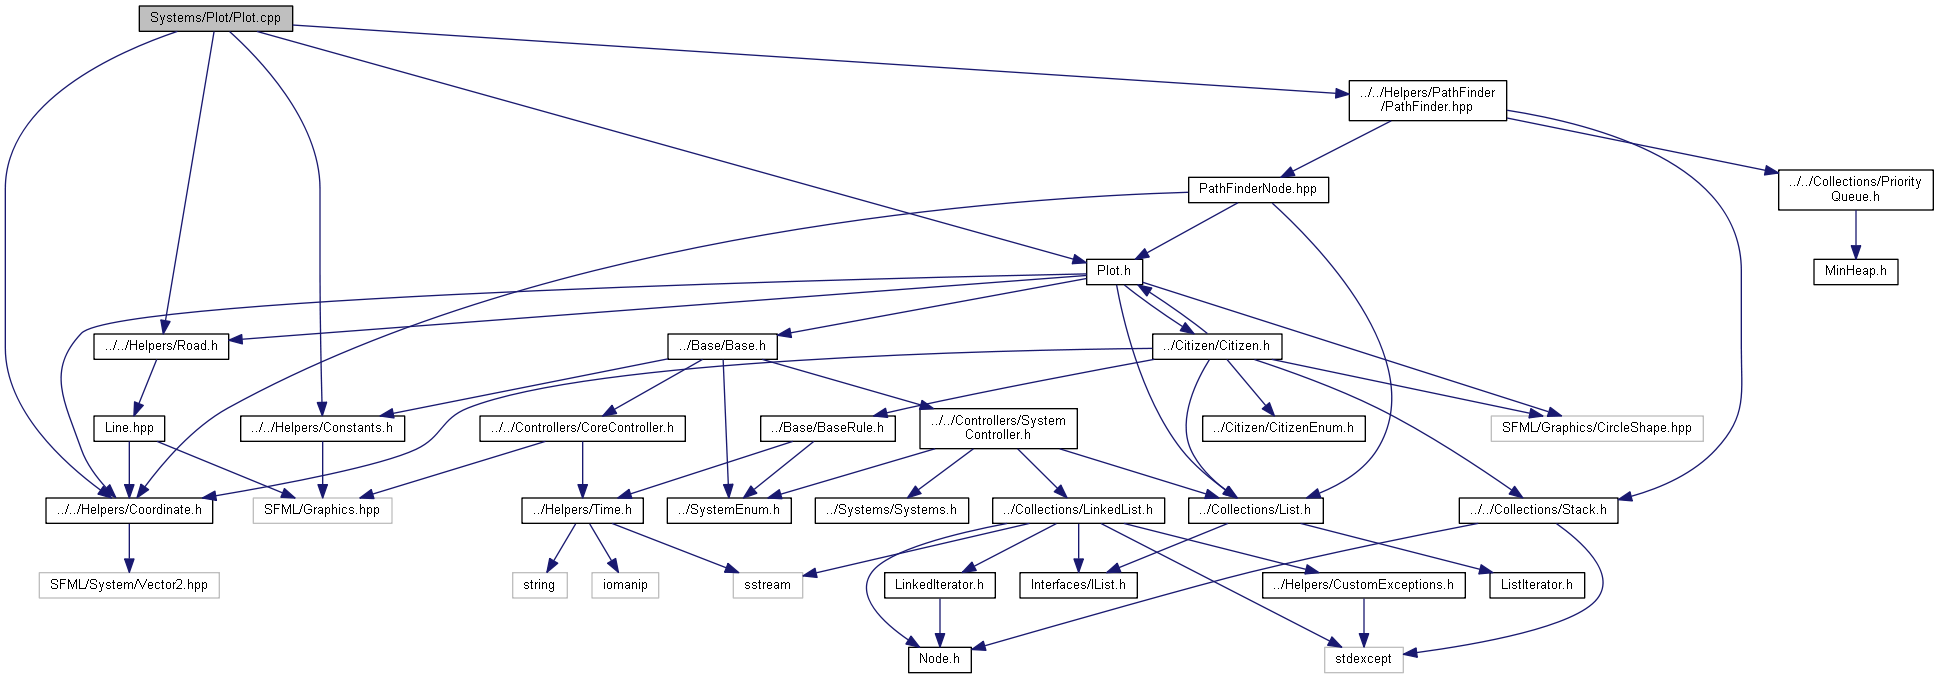 Systems/Plot/Plot.cpp
../../Helpers/PathFinder
/PathFinder.hpp
PathFinderNode.hpp
../../Collections/Priority
Queue.h
Plot.h
MinHeap.h
../../Helpers/Road.h
../Base/Base.h
../Citizen/Citizen.h
Line.hpp
../../Helpers/Constants.h
../../Controllers/CoreController.h
../Base/BaseRule.h
../../Controllers/System
Controller.h
../Citizen/CitizenEnum.h
SFML/Graphics/CircleShape.hpp
../../Helpers/Coordinate.h
SFML/Graphics.hpp
../Helpers/Time.h
../SystemEnum.h
../Systems/Systems.h
../Collections/LinkedList.h
../Collections/List.h
../../Collections/Stack.h
SFML/System/Vector2.hpp
string
iomanip
sstream
LinkedIterator.h
Interfaces/IList.h
../Helpers/CustomExceptions.h
ListIterator.h
Node.h
stdexcept